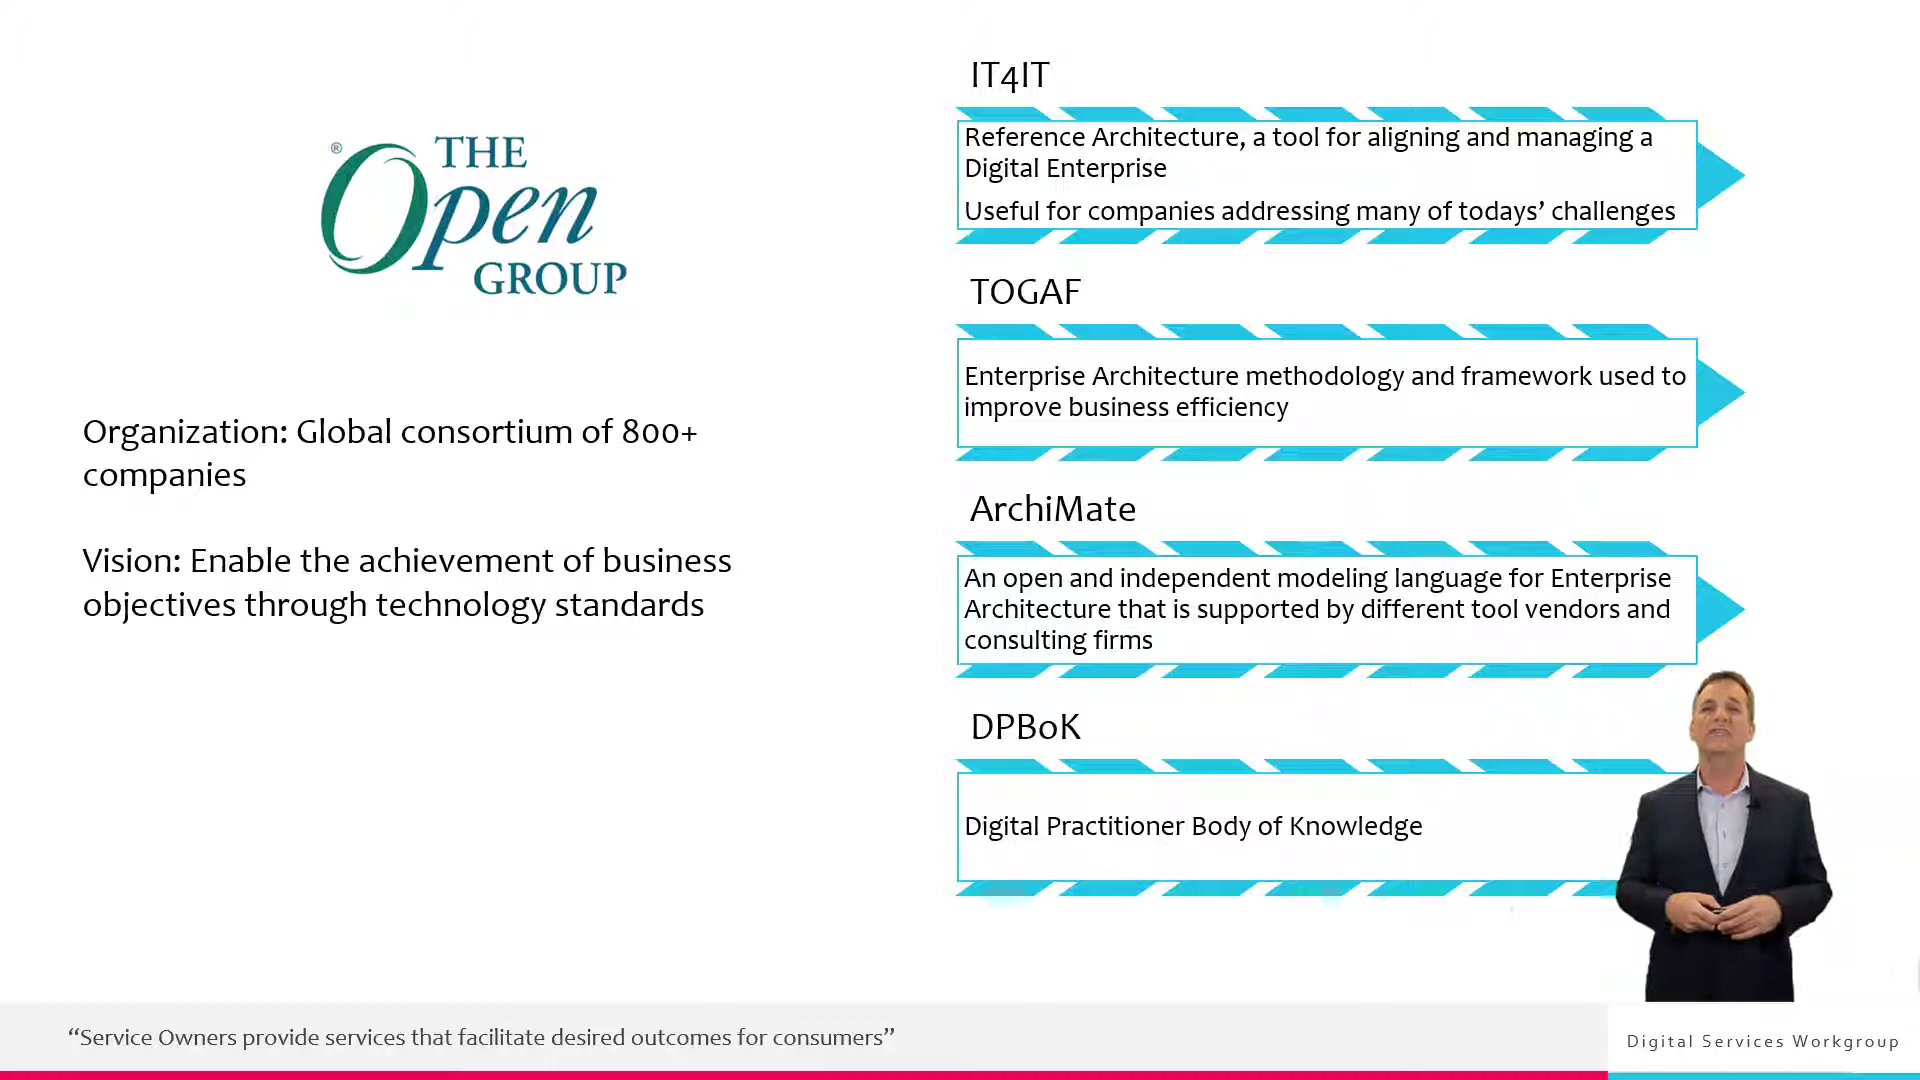 ® THE
Open
GROUP
Organization: Global consortium of 800+
companies
Vision: Enable the achievement of business
objectives through technology standards
IT4IT
Reference Architecture, a tool for aligning and managing a
Digital Enterprise
Useful for companies addressing many of todays’ challenges
TOGAF
Enterprise Architecture methodology and framework used to
improve business efficiency
ArchiMate
An open and independent modeling language for Enterprise
Architecture that is supported by different tool vendors and
consulting firms
DPBoK
Digital Practitioner Body of Knowledge
“Service Owners provide services that facilitate desired outcomes for consumers”
Digital Services Workgroup